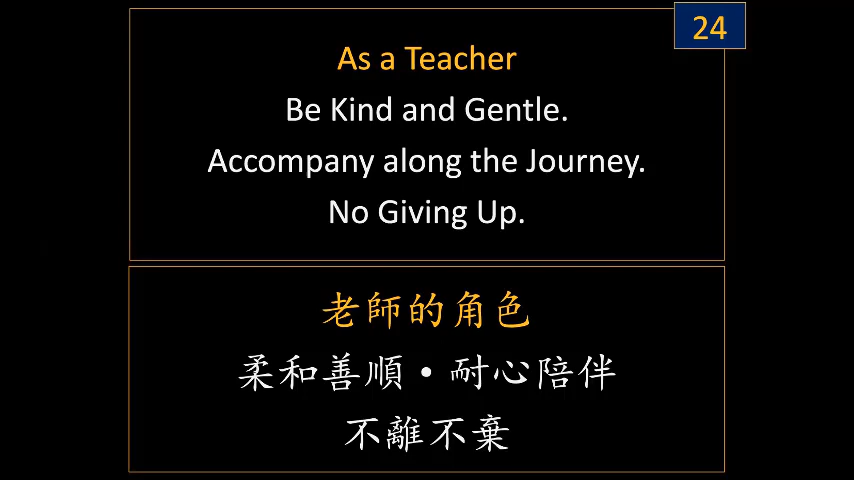 24
As a Teacher
Be Kind and Gentle.
Accompany along the Journey.
No Giving Up.
老師的角色
柔和善順•耐心陪伴
不離不棄